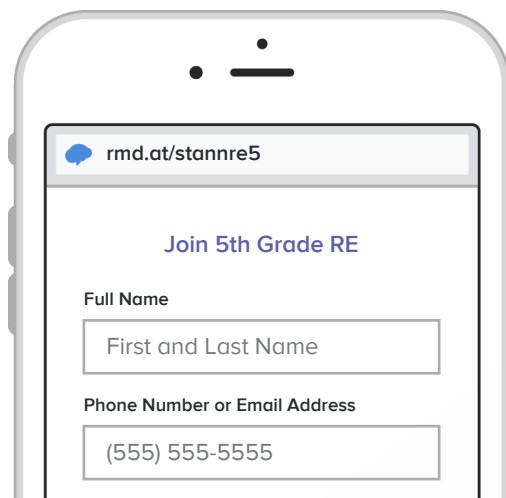 rmd.at/stannre5
Join 5th Grade RE
Full Name
First and Last Name
Phone Number or Email Address
(555) 555-5555